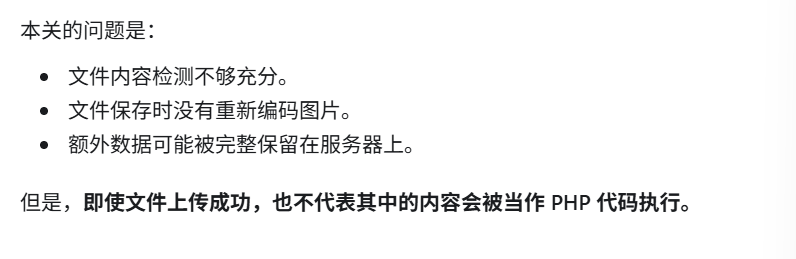 本关的问题是：
• 文件内容检测不够充分。
• 文件保存时没有重新编码图片。
• 额外数据可能被完整保留在服务器上。
但是，即使文件上传成功，也不代表其中的内容会被当作 PHP 代码执行。